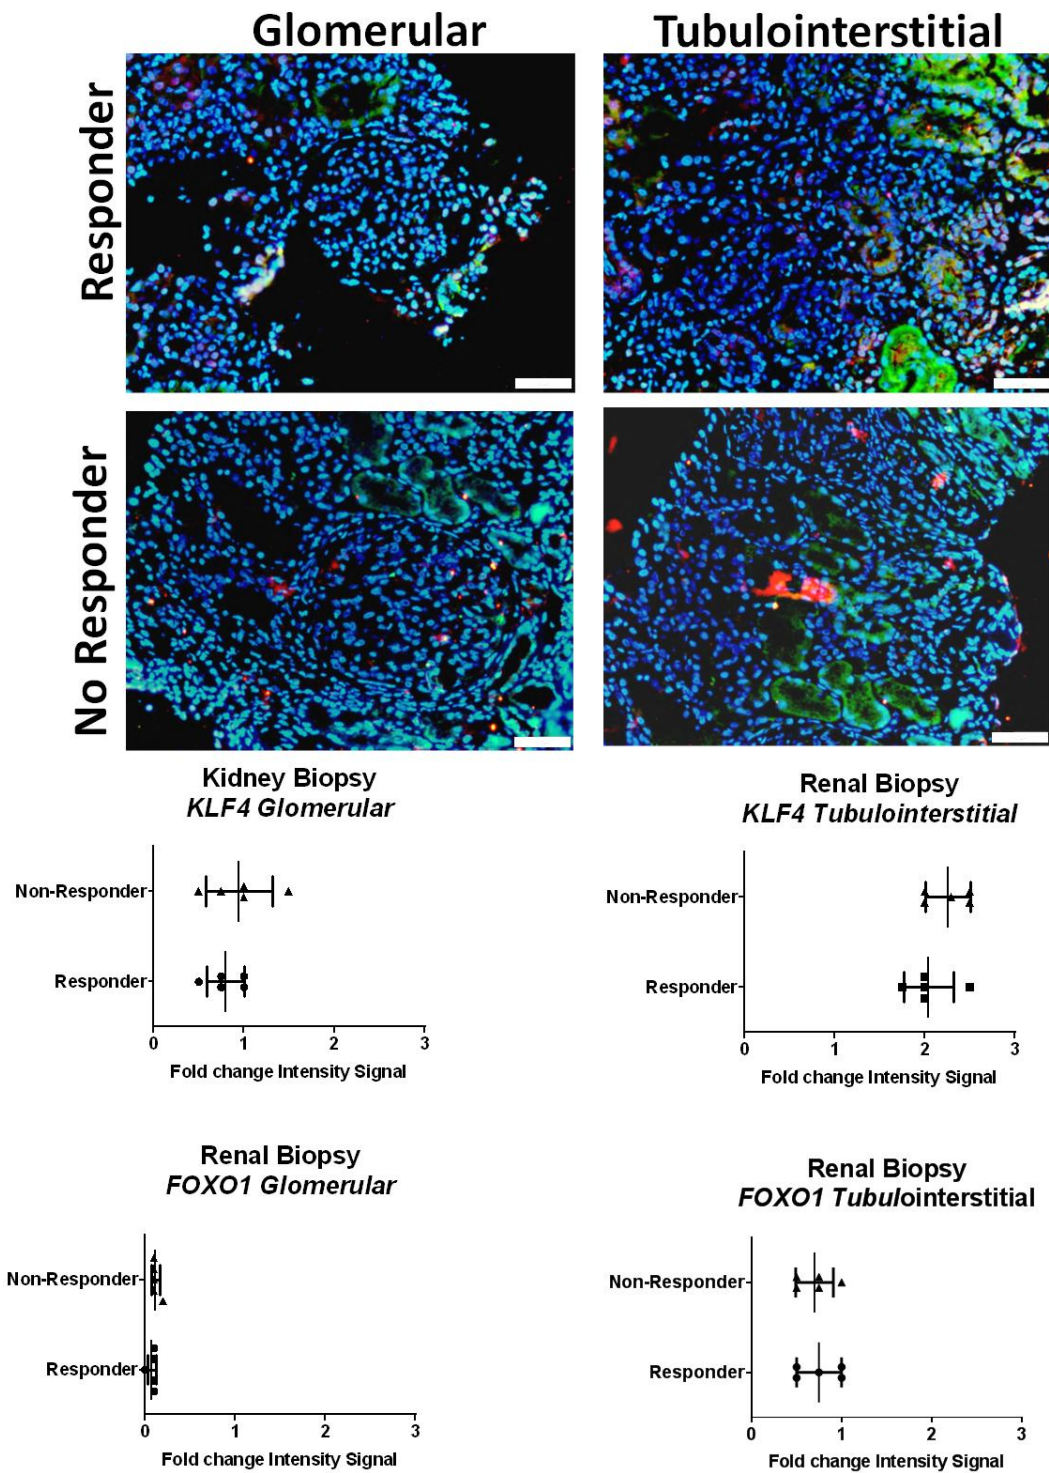 Glomerular
Tubulointerstitial
Responder
No Responder
Kidney Biopsy
KLF4 Glomerular
Non-Responder
Responder
0 1 2 3
Fold change Intensity Signal
Renal Biopsy
KLF4 Tubulointerstitial
Non-Responder
Responder
0 1 2 3
Fold change Intensity Signal
Renal Biopsy
FOXO1 Glomerular
Non-Responder
Responder
0 1 2 3
Fold change Intensity Signal
Renal Biopsy
FOXO1 Tubulointerstitial
Non-Responder
Responder
0 1 2 3
Fold change Intensity Signal